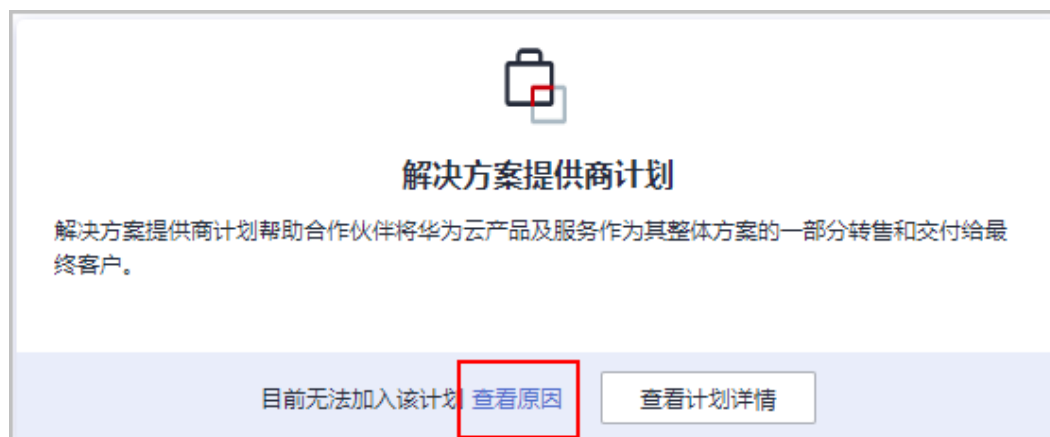 解决方案提供商计划
解决方案提供商计划帮助合作伙伴将华为云产品及服务作为其整体方案的一部分转售和交付给最
终客户。
目前无法加入该计划 查看原因 查看计划详情